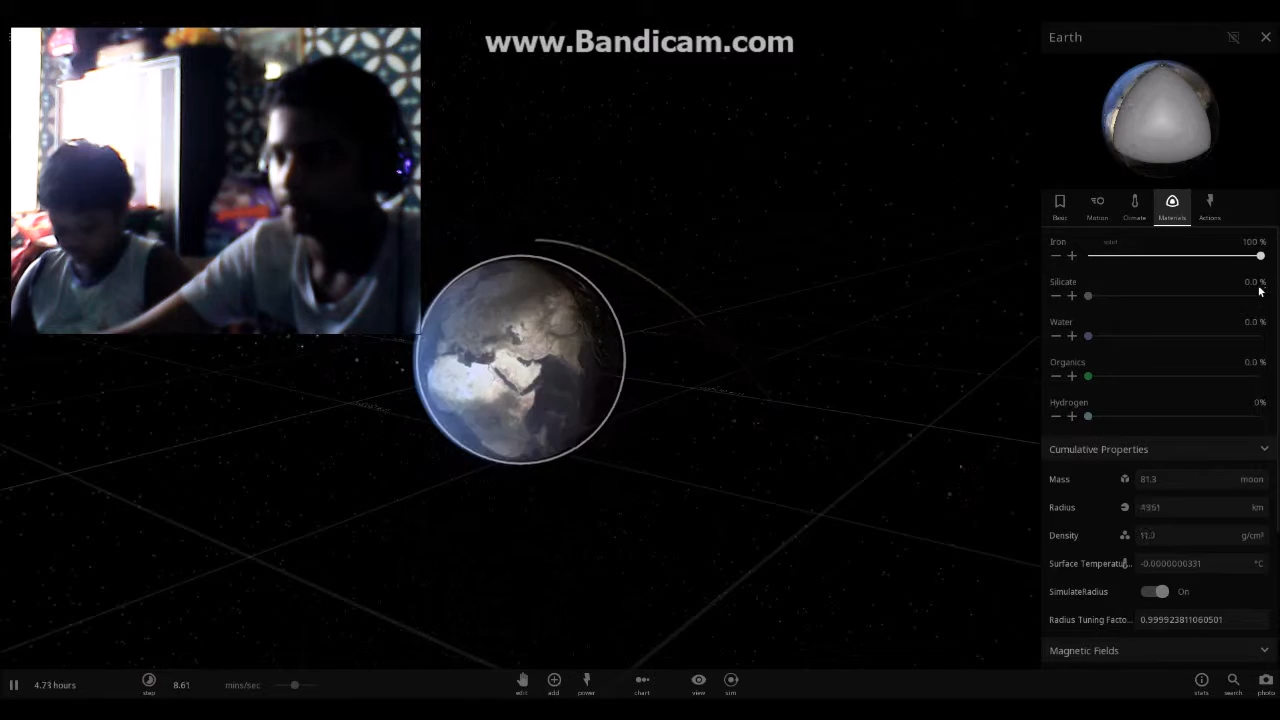 www.Bandicam.com
Earth
Basic Motion Climate Materials Actions
Iron solid 100 %
Silicate 0.0 %
Water 0.0 %
Organics 0.0 %
Hydrogen 0%
Cumulative Properties
Mass 81.3 moon
Radius km
Density g/cm³
Surface Temperatu... -0.0000000331 °C
SimulateRadius On
Radius Tuning Facto... 0.999923811060501
Magnetic Fields
4.73 hours step 8.61 mins/sec edit add power chart view sim stats search photo